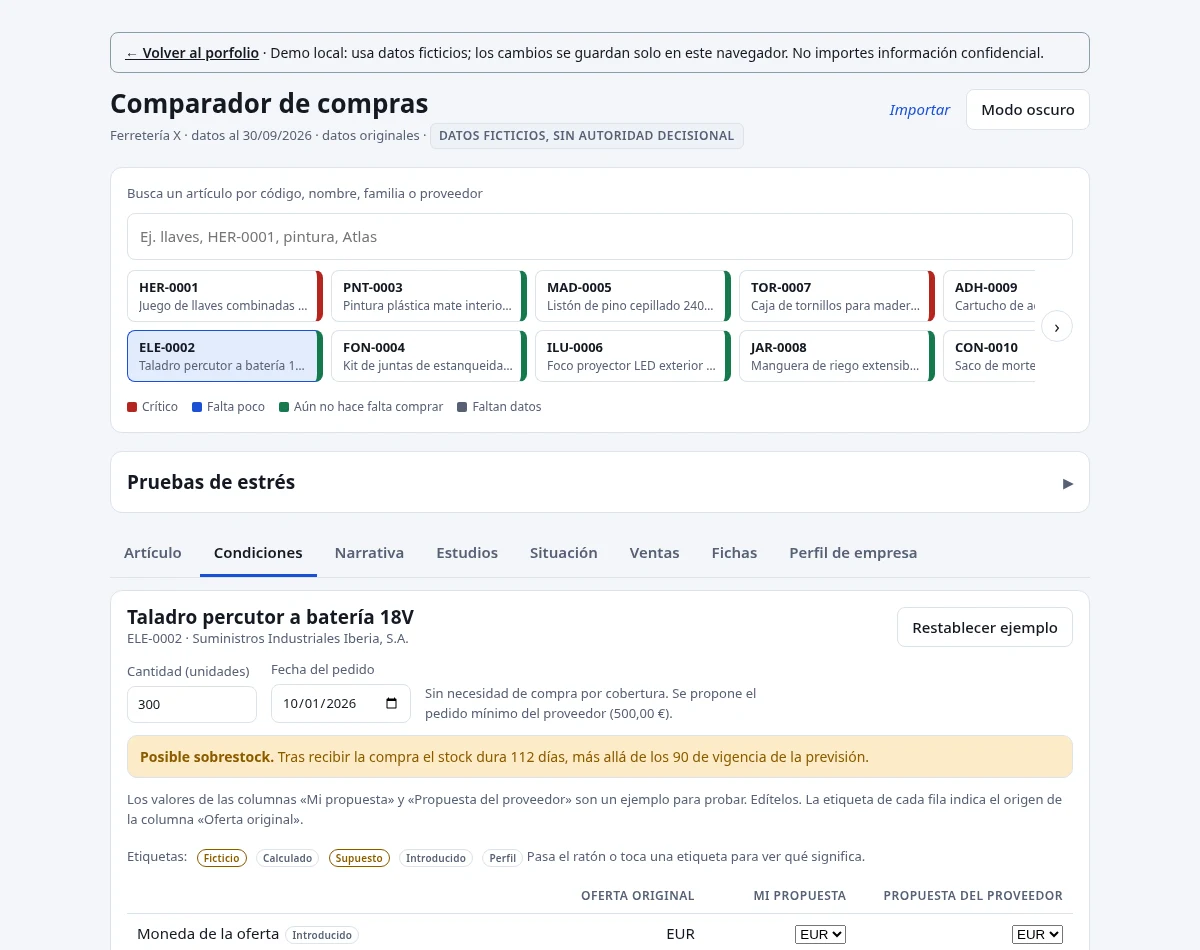 ← Volver al porfolio · Demo local: usa datos ficticios; los cambios se guardan solo en este navegador. No importes información confidencial.
Comparador de compras
Importar
Modo oscuro
Ferretería X · datos al 30/09/2026 · datos originales · DATOS FICTICIOS, SIN AUTORIDAD DECISIONAL
Busca un artículo por código, nombre, familia o proveedor
Ej. llaves, HER-0001, pintura, Atlas
HER-0001
Juego de llaves combinadas ...
PNT-0003
Pintura plástica mate interio...
MAD-0005
Listón de pino cepillado 240...
TOR-0007
Caja de tornillos para mader...
ADH-0009
Cartucho de a
ELE-0002
Taladro percutor a batería 1...
FON-0004
Kit de juntas de estanqueida...
ILU-0006
Foco proyector LED exterior ...
JAR-0008
Manguera de riego extensib...
CON-0010
Saco de morte
›
Crítico
Falta poco
Aún no hace falta comprar
Faltan datos
Pruebas de estrés
Artículo
Condiciones
Narrativa
Estudios
Situación
Ventas
Fichas
Perfil de empresa
Taladro percutor a batería 18V
ELE-0002 · Suministros Industriales Iberia, S.A.
Restablecer ejemplo
Cantidad (unidades)
300
Fecha del pedido
10/01/2026
Sin necesidad de compra por cobertura. Se propone el
pedido mínimo del proveedor (500,00 €).
Posible sobrestock. Tras recibir la compra el stock dura 112 días, más allá de los 90 de vigencia de la previsión.
Los valores de las columnas «Mi propuesta» y «Propuesta del proveedor» son un ejemplo para probar. Edítelos. La etiqueta de cada fila indica el origen de
la columna «Oferta original».
Etiquetas: Ficticio Calculado Supuesto Introducido Perfil Pasa el ratón o toca una etiqueta para ver qué significa.
OFERTA ORIGINAL
MI PROPUESTA
PROPUESTA DEL PROVEEDOR
Moneda de la oferta Introducido
EUR
EUR
EUR